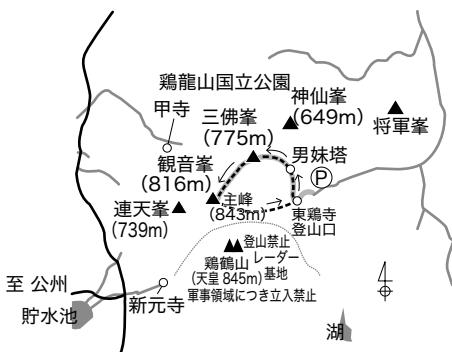 鶏龍山国立公園
神仙峯
(649m)
将軍峯
甲寺
三佛峯
(775m)
男妹塔
P
観音峯
(816m)
主峰
(843m)
東鶏寺
登山口
連天峯
(739m)
登山禁止
レーダー
基地
鶏鶴山
(天皇 845m)
軍事領域につき立入禁止
至 公州
貯水池
新元寺
湖
4